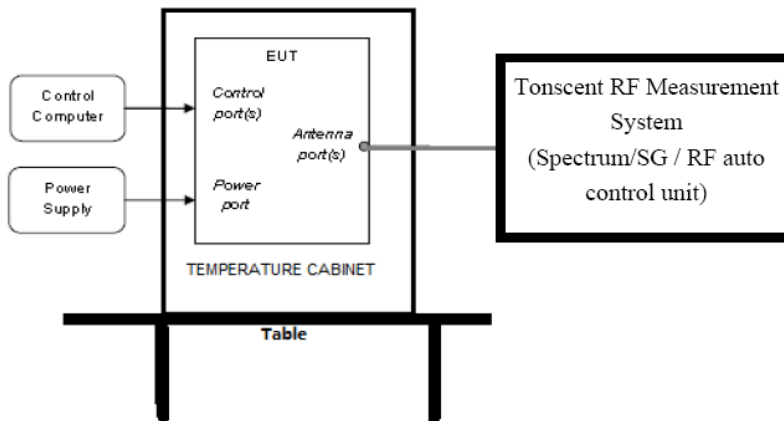 EUT
Control
Computer
Control
port(s)
Antenna
port(s)
Power
Supply
Power
port
TEMPERATURE CABINET
Table
Tonscent RF Measurement
System
(Spectrum/SG / RF auto
control unit)